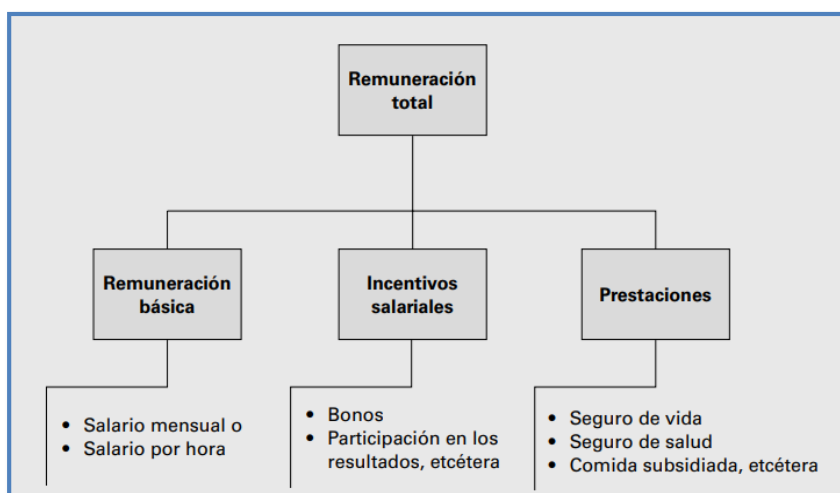 Remuneración
total
Remuneración
básica
Incentivos
salariales
Prestaciones
• Salario mensual o
• Salario por hora
• Bonos
• Participación en los
resultados, etcétera
• Seguro de vida
• Seguro de salud
• Comida subsidiada, etcétera